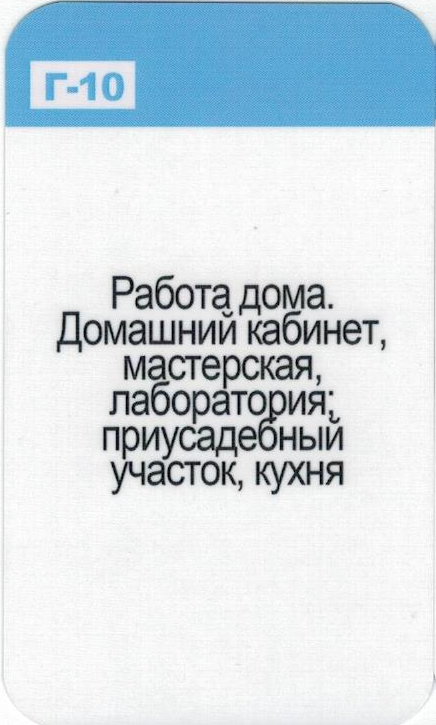 Г-10
Работа дома.
Домашний кабинет,
мастерская,
лаборатория;
приусадебный
участок, кухня